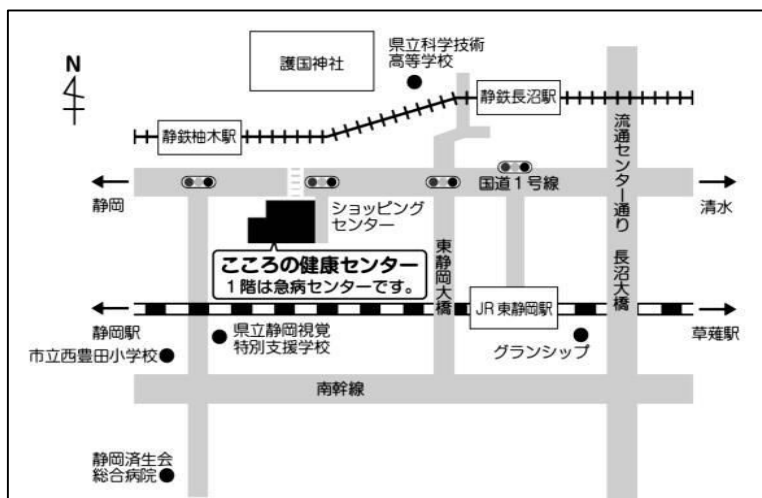 県立科学技術
高等学校
護国神社
N
静鉄長沼駅
静鉄柚木駅
流通センター通り 長沼大橋
国道1号線
静岡
清水
ショッピング
センター
東静岡大橋
こころの健康センター
1階は急病センターです。
JR東静岡駅
静岡駅
草薙駅
県立静岡視覚
特別支援学校
グランシップ
市立西豊田小学校
南幹線
静岡済生会
総合病院